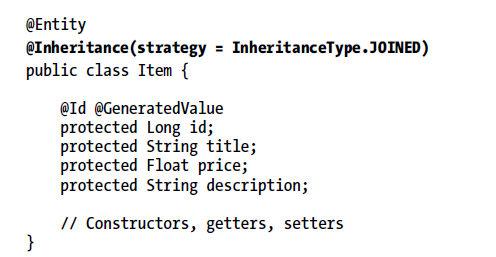 @Entity
@Inheritance(strategy = InheritanceType.JOINED)
public class Item {
@Id @GeneratedValue
protected Long id;
protected String title;
protected Float price;
protected String description;
// Constructors, getters, setters
}